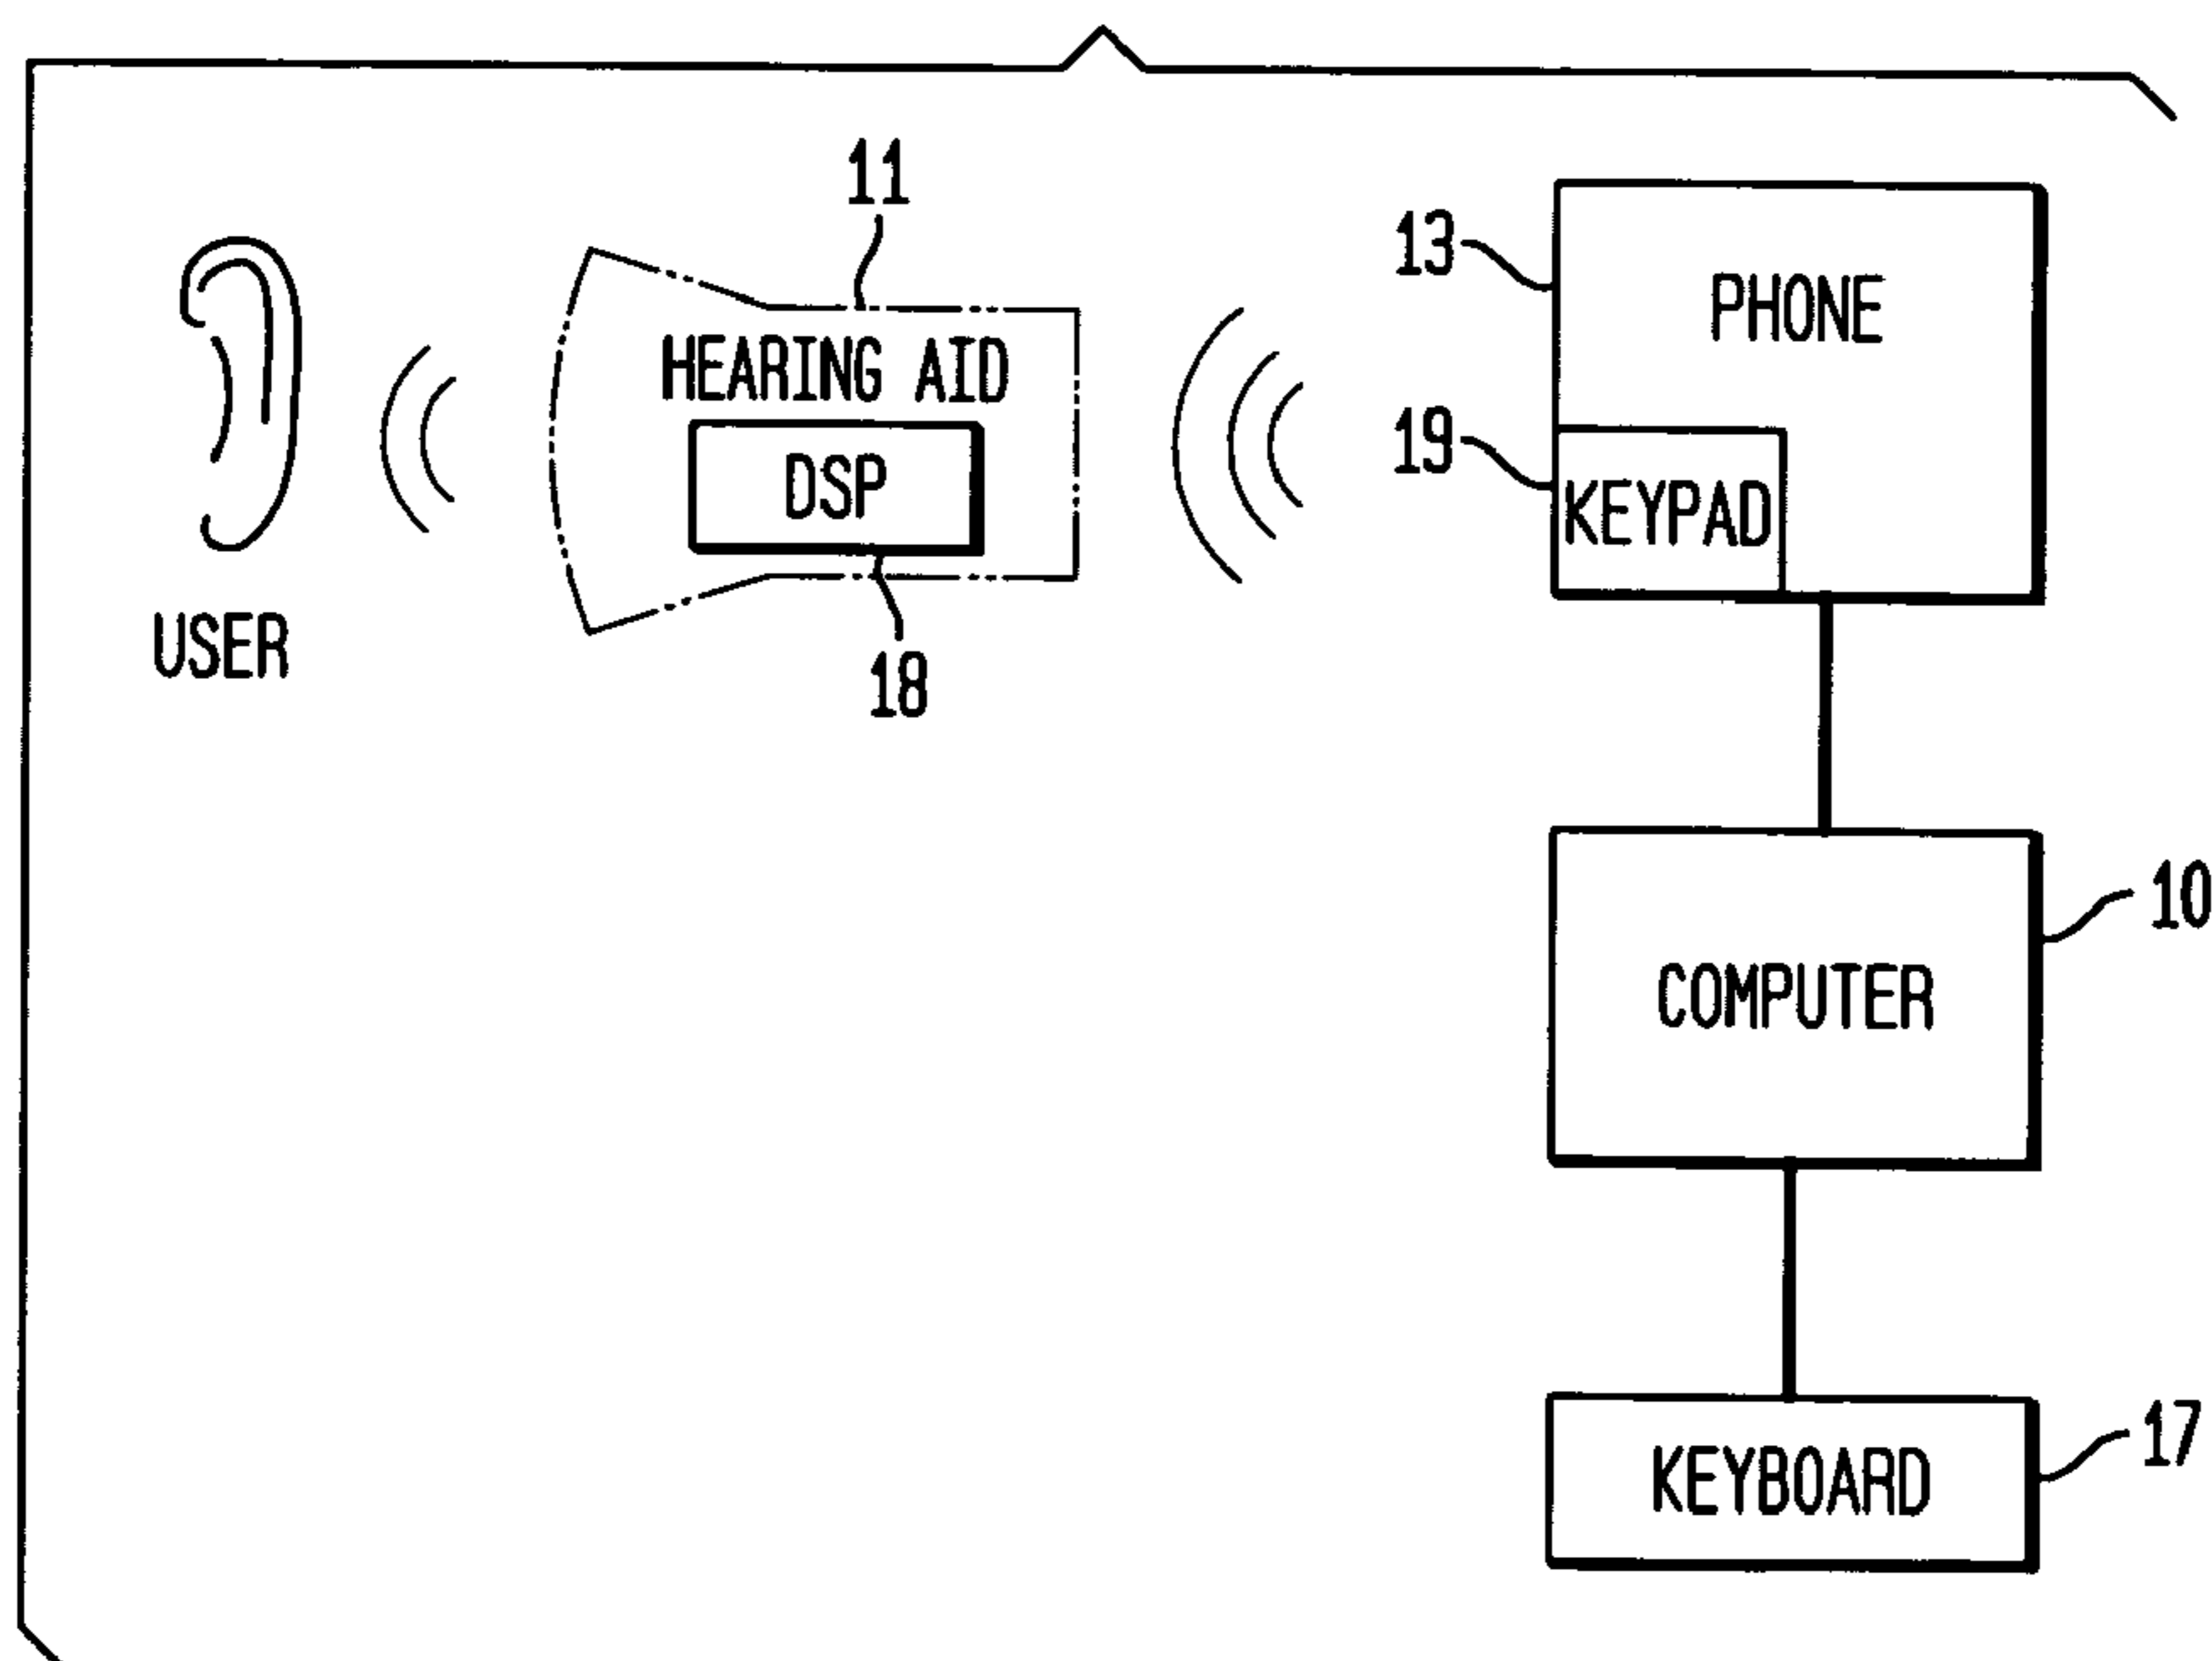 11
13
PHONE
HEARING AID
19
DSP
KEYPAD
USER
18
10
COMPUTER
17
KEYBOARD